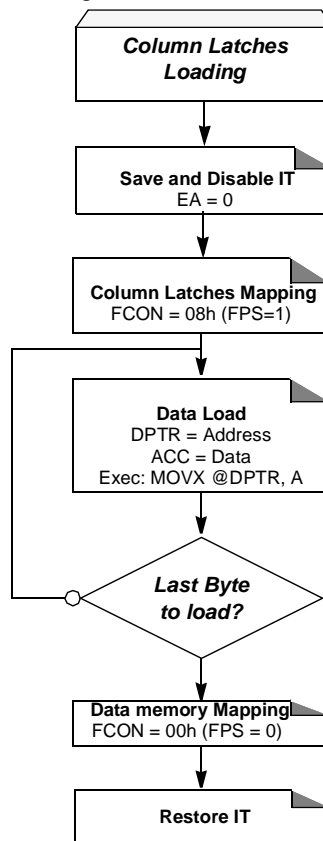 Column Latches
Loading
Save and Disable IT
EA = 0
Column Latches Mapping
FCON = 08h (FPS=1)
Data Load
DPTR = Address
ACC = Data
Exec: MOVX @DPTR, A
Last Byte
to load?
Data memory Mapping
FCON = 00h (FPS = 0)
Restore IT